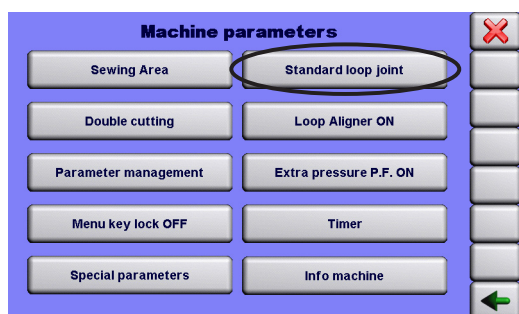 Machine parameters
Sewing Area
Standard loop joint
Double cutting
Loop Aligner ON
Parameter management
Extra pressure P.F. ON
Menu key lock OFF
Timer
Special parameters
Info machine